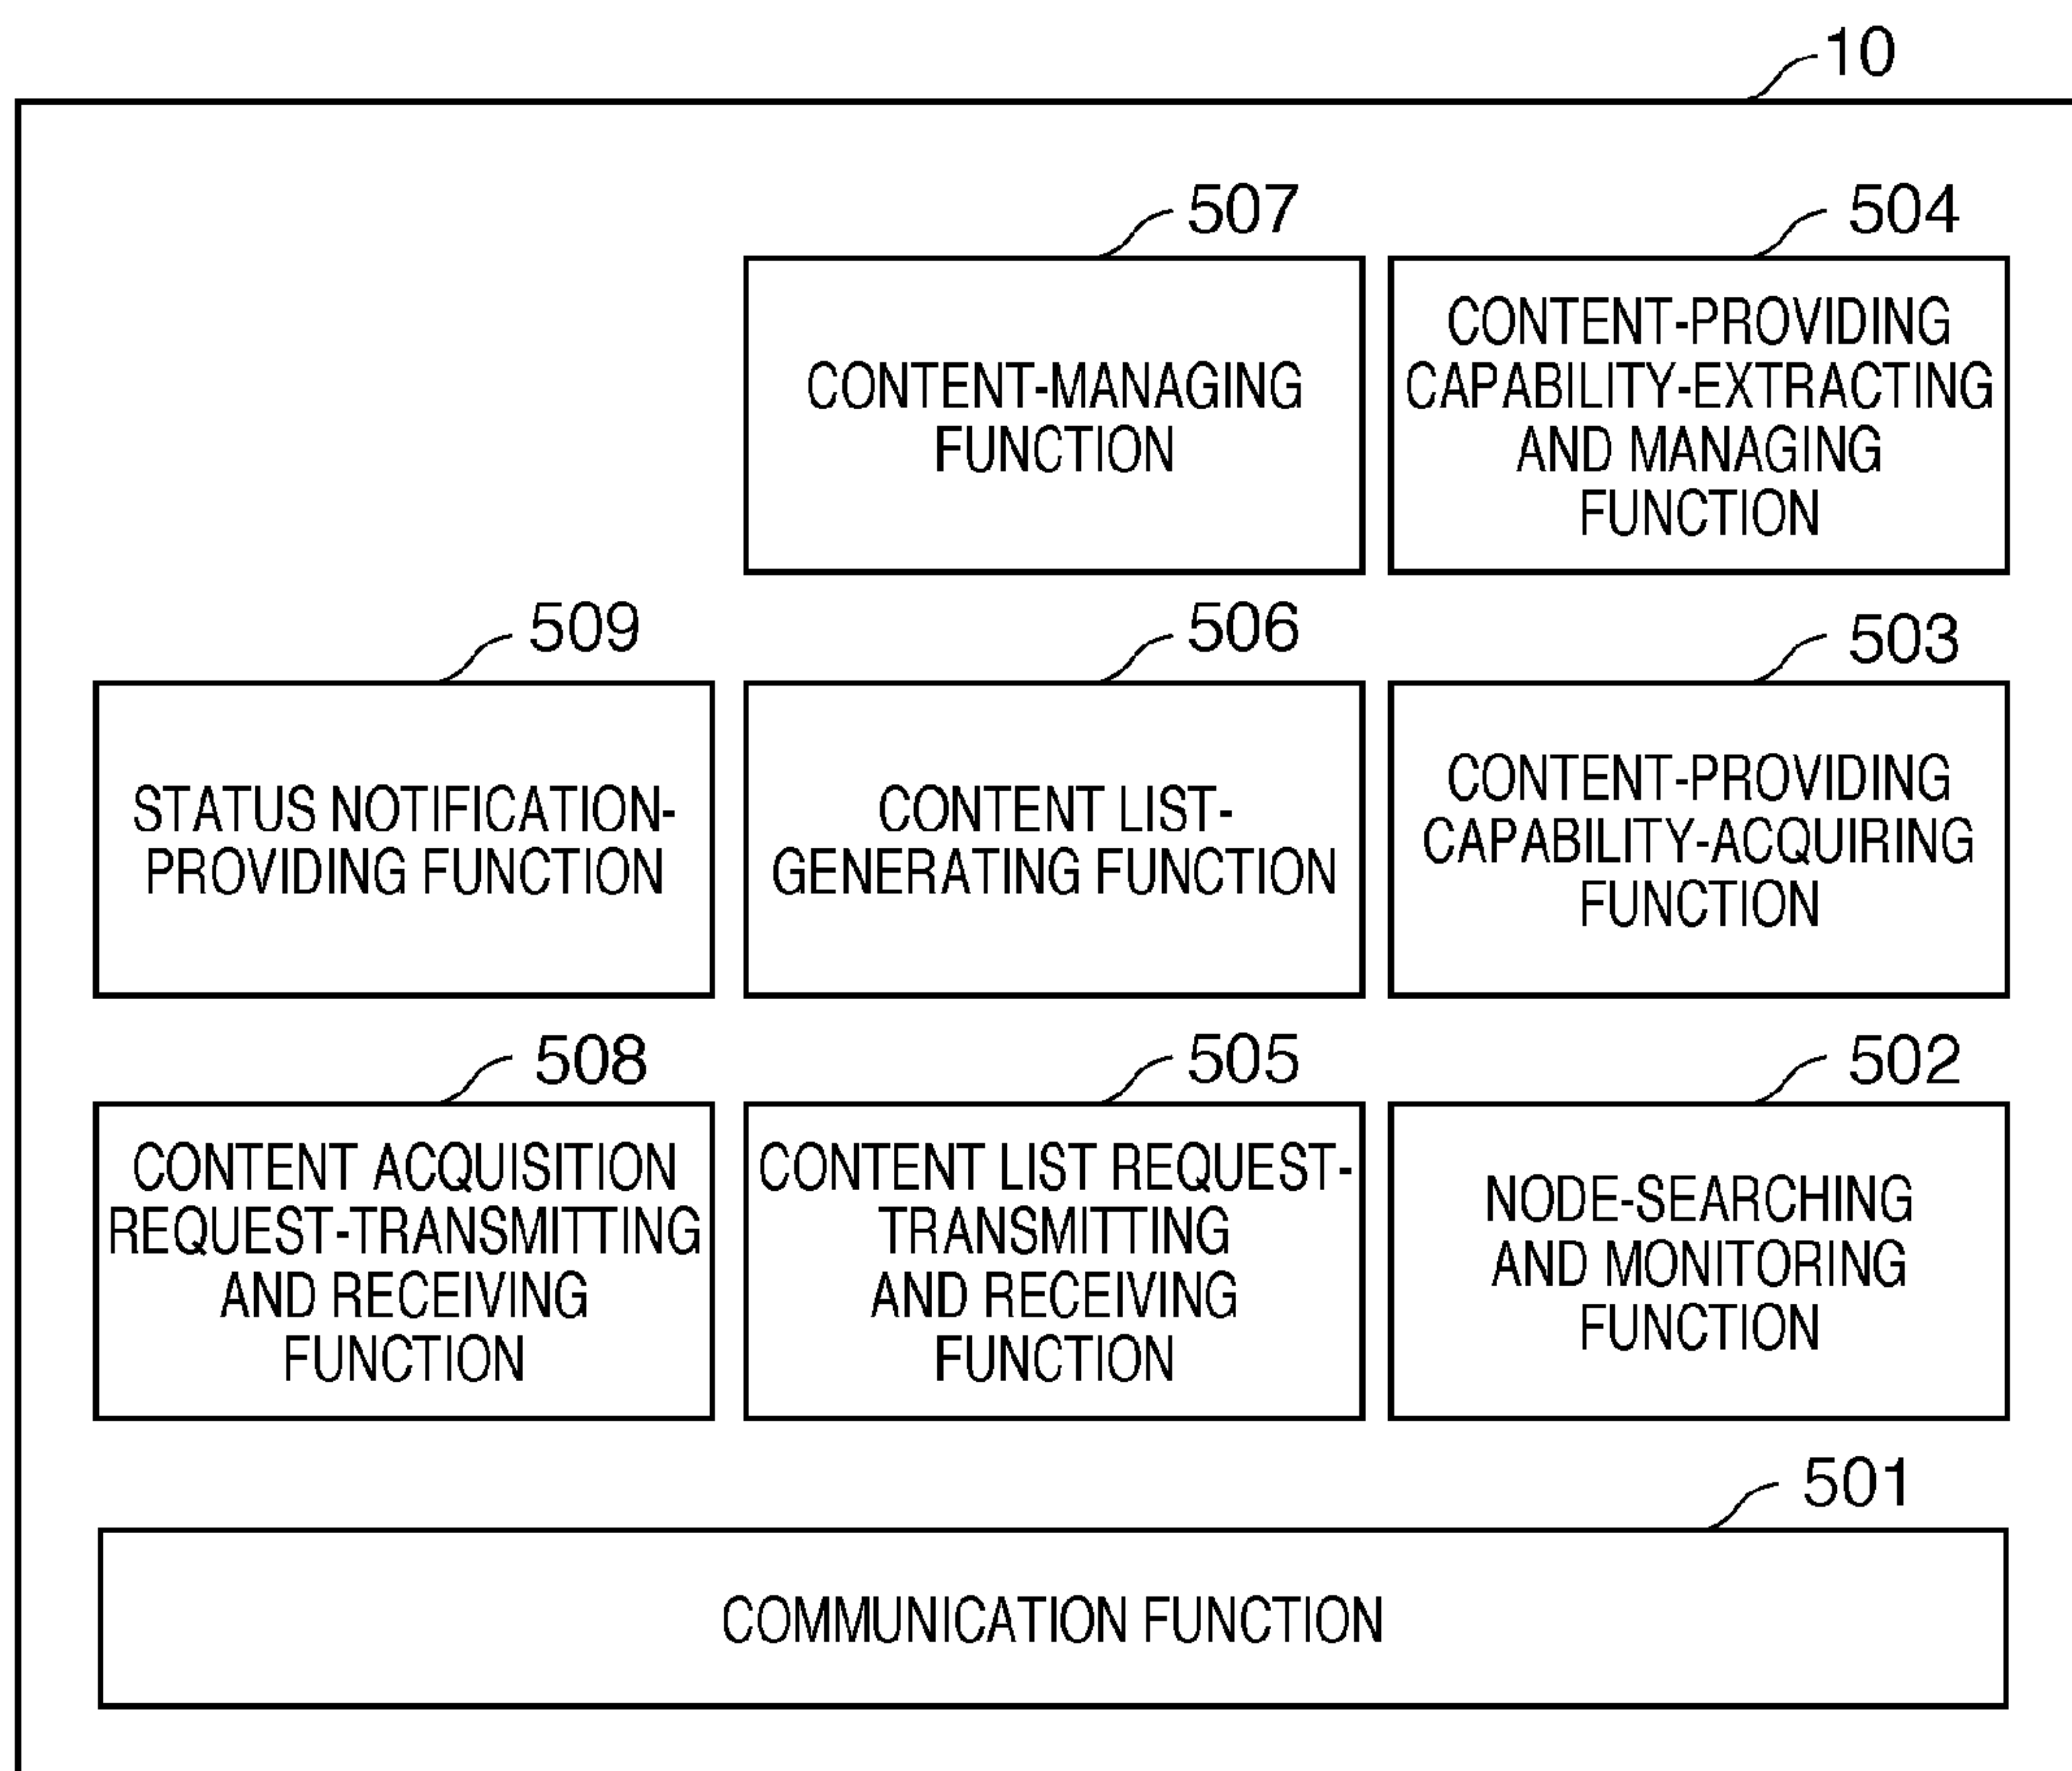 10
507
504
CONTENT-MANAGING
FUNCTION
CONTENT-PROVIDING
CAPABILITY-EXTRACTING
AND MANAGING
FUNCTION
509
506
503
STATUS NOTIFICATION-
PROVIDING FUNCTION
CONTENT LIST-
GENERATING FUNCTION
CONTENT-PROVIDING
CAPABILITY-ACQUIRING
FUNCTION
508
505
502
CONTENT ACQUISITION
REQUEST-TRANSMITTING
AND RECEIVING
FUNCTION
CONTENT LIST REQUEST-
TRANSMITTING
AND RECEIVING
FUNCTION
NODE-SEARCHING
AND MONITORING
FUNCTION
501
COMMUNICATION FUNCTION